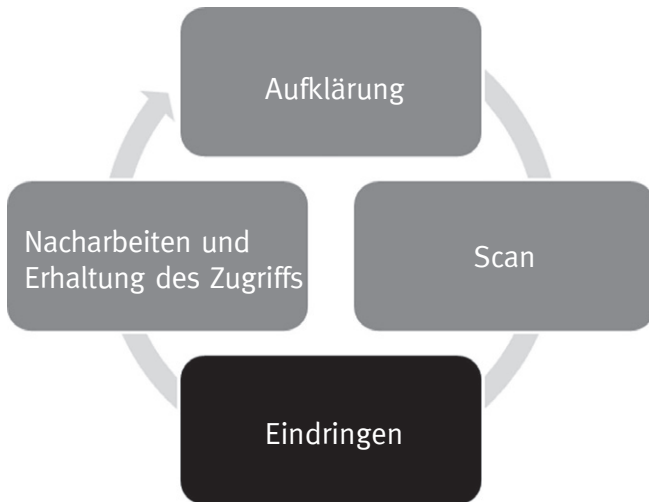 Aufklärung
Nacharbeiten und
Erhaltung des Zugriffs
Scan
Eindringen